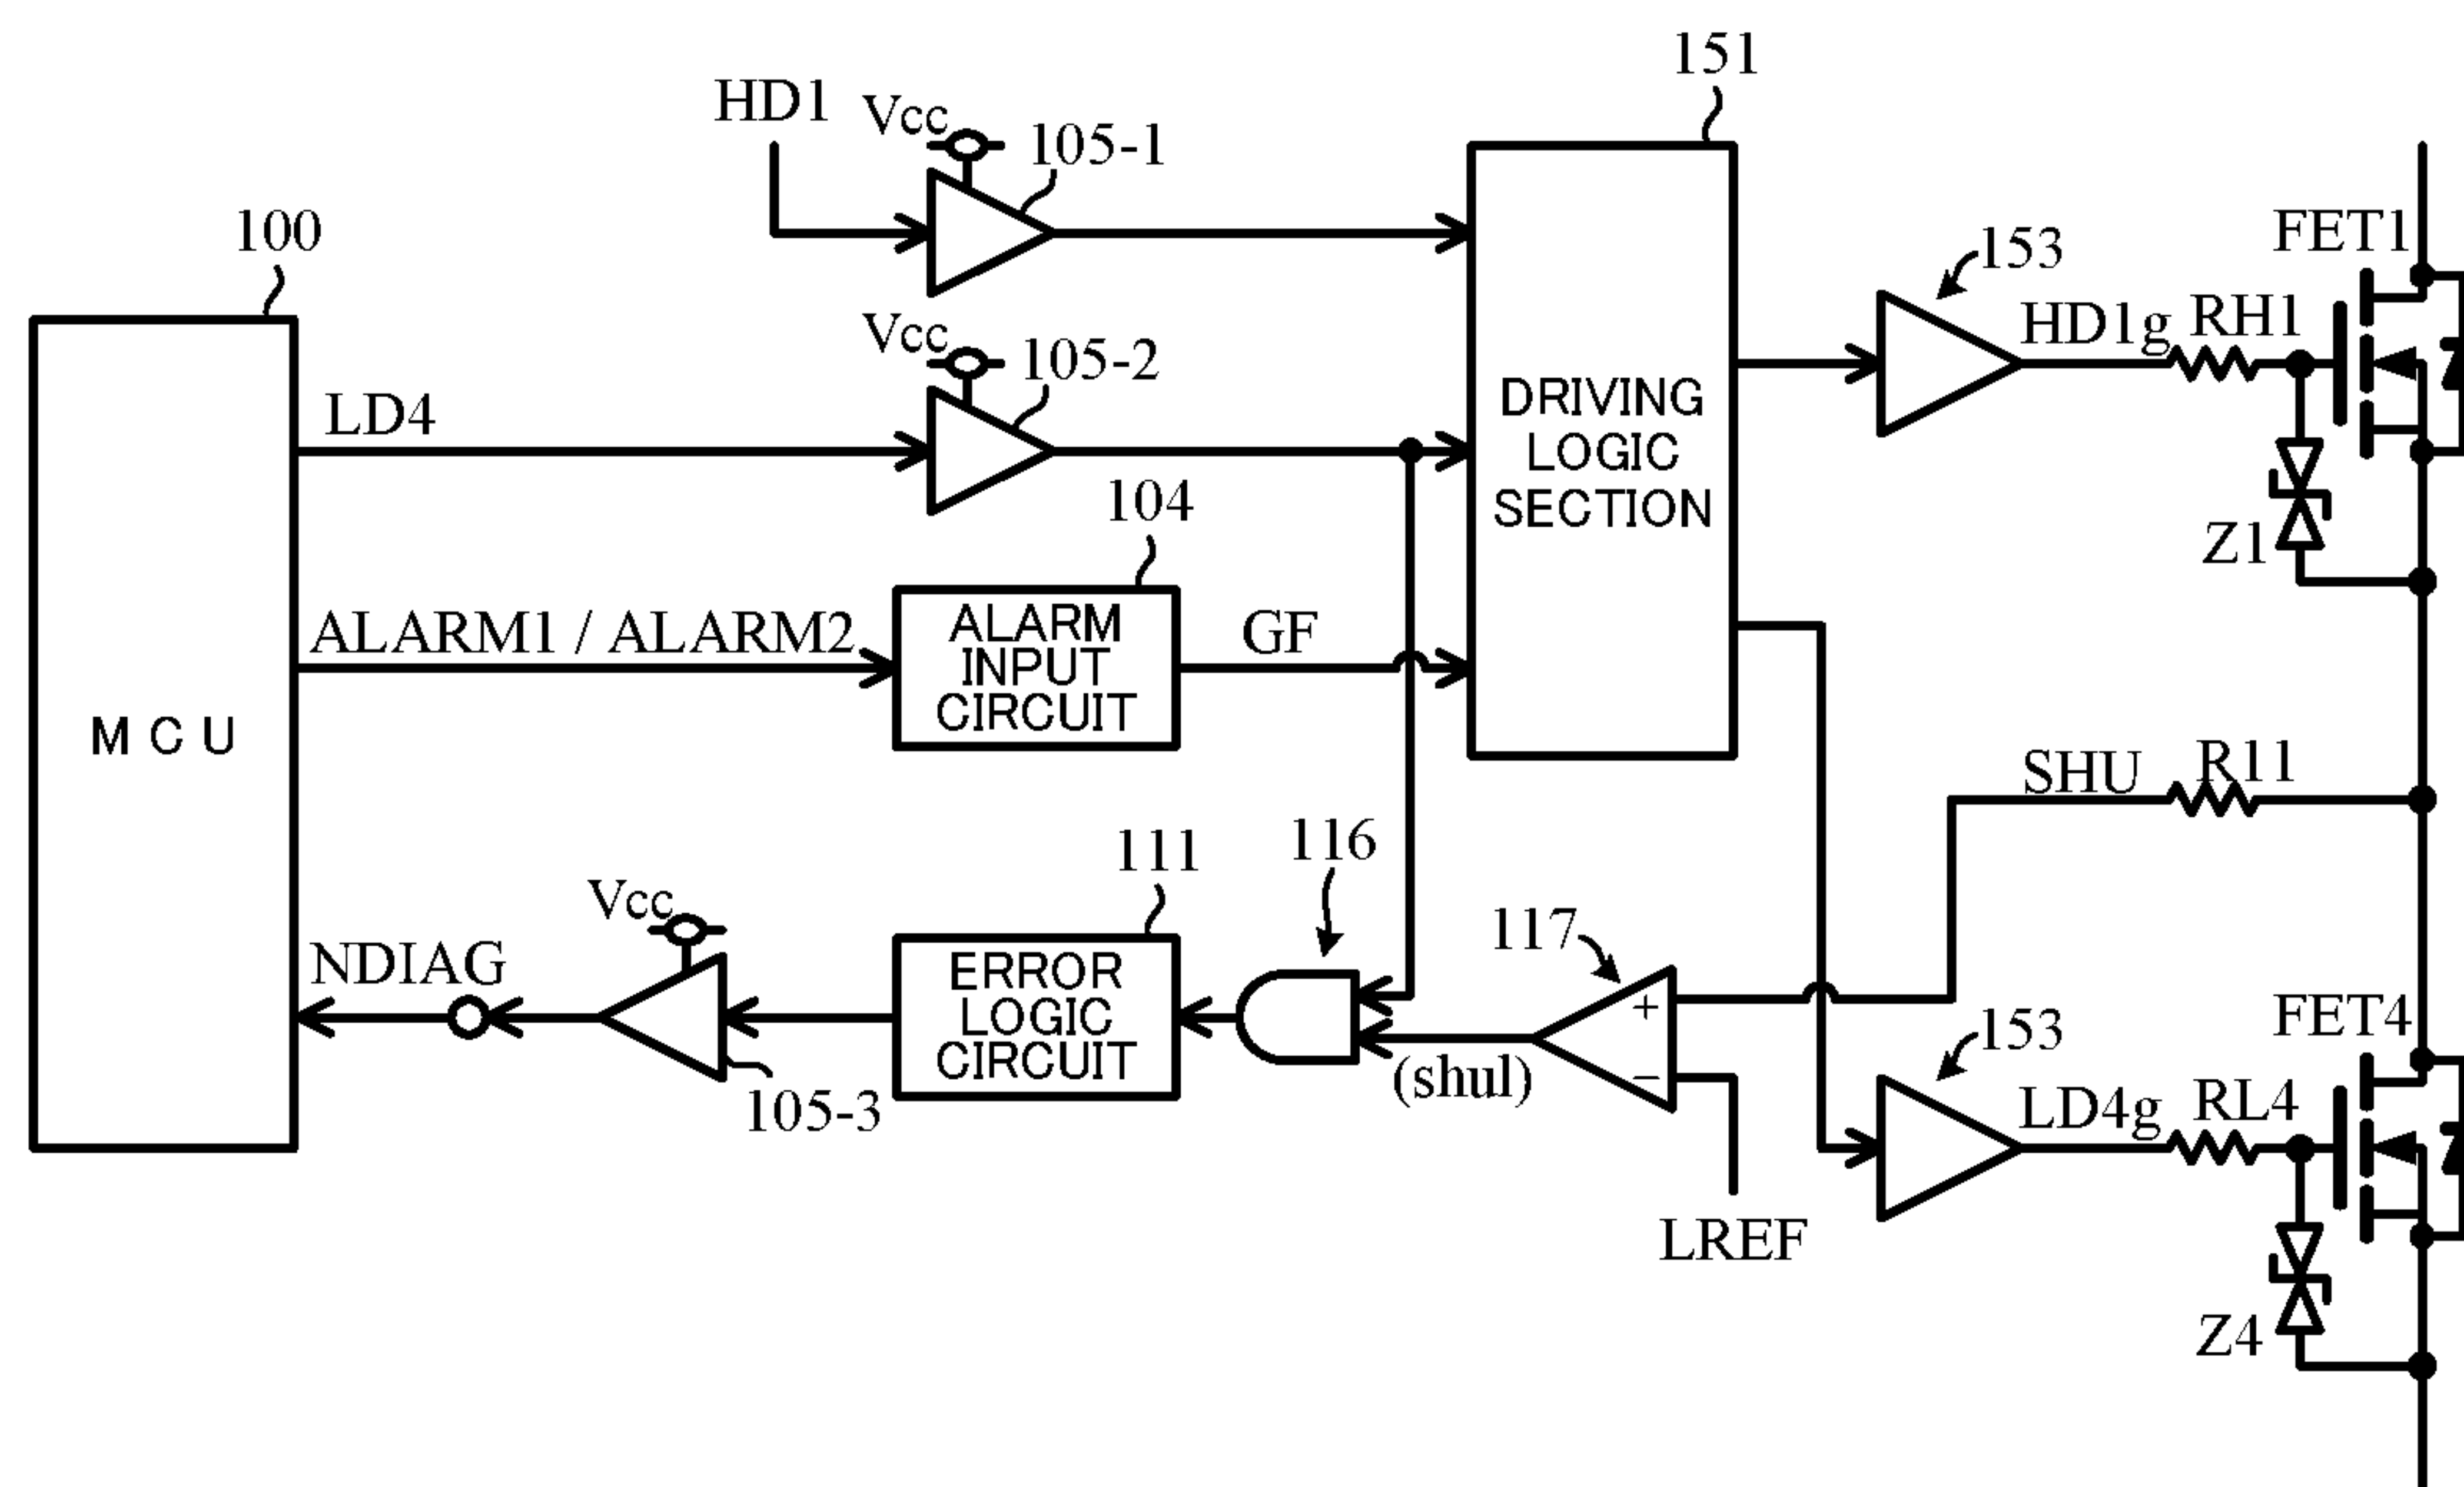 151
HD1
Vcc
105-1
100
FET1
153
HD1g
RH1
Vcc
105-2
LD4
DRIVING
LOGIC
SECTION
104
Z1
ALARM1 / ALARM2
ALARM
INPUT
CIRCUIT
GF
MCU
SHU
R11
116
111
Vcc
117
NDIAG
ERROR
LOGIC
CIRCUIT
+
−
(shul)
105-3
FET4
153
LD4g
RL4
LREF
Z4